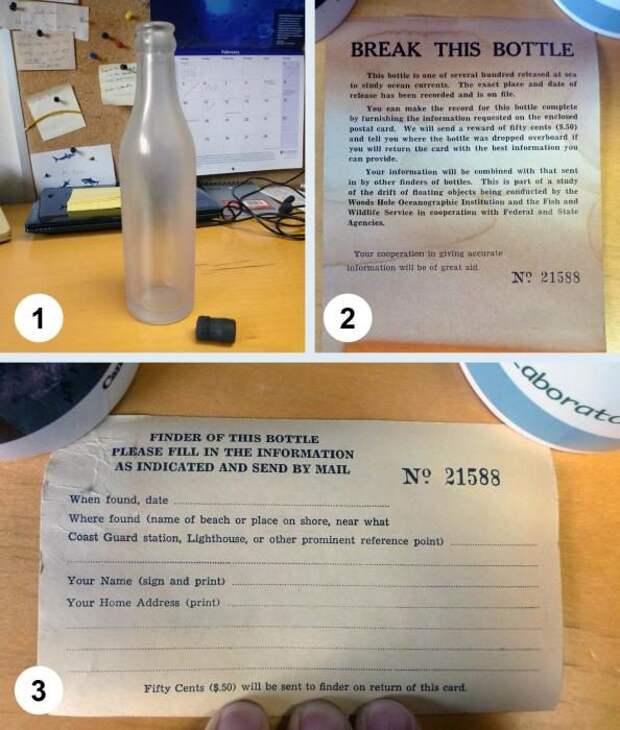 February
1
BREAK THIS BOTTLE
This bottle is one of several hundred released at sea
to study ocean currents. The exact place and date of
release has been recorded and is on file.
You can make the record for this bottle complete
by furnishing the information requested on the enclosed
postal card. We will send a reward of fifty cents ($.50)
and tell you where the bottle was dropped overboard if
you will return the card with the best information you
can provide.
Your information will be combined with that sent
in by other finders of bottles. This is part of a study
of the drift of floating objects being conducted by the
Woods Hole Oceanographic Institution and the Fish and
Wildlife Service in cooperation with Federal and State
Agencies.
Your cooperation in giving accurate
information will be of great aid.
Nº 21588
2
aborato
FINDER OF THIS BOTTLE
PLEASE FILL IN THE INFORMATION
AS INDICATED AND SEND BY MAIL
Nº 21588
When found, date
Where found (name of beach or place on shore, near what
Coast Guard station, Lighthouse, or other prominent reference point)
Your Name (sign and print)
Your Home Address (print)
Fifty Cents ($.50) will be sent to finder on return of this card.
3